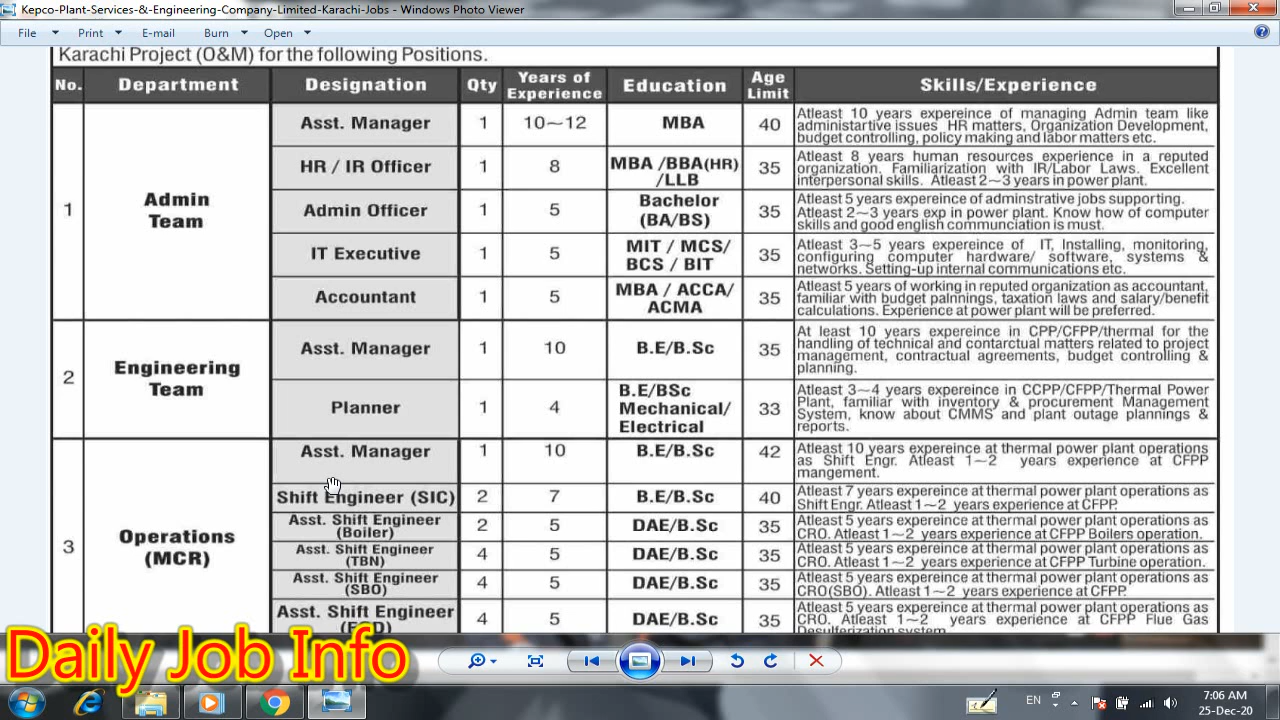 Kepco-Plant-Services-&-Engineering-Company-Limited-Karachi-Jobs - Windows Photo Viewer
File Print E-mail Burn Open
Karachi Project (O&M) for the following Positions.
No. Department Designation Qty Years of Experience Education Age Limit Skills/Experience
1 Admin Team
Asst. Manager 1 10~12 MBA 40
Atleast 10 years expereince of managing Admin team like
administartive issues HR matters, Organization Development,
budget controlling, policy making and labor matters etc.
HR / IR Officer 1 8 MBA /BBA(HR) /LLB 35
Atleast 8 years human resources experience in a reputed
organization. Familiarization with IR/Labor Laws. Excellent
interpersonal skills. Atleast 2~3 years in power plant.
Admin Officer 1 5 Bachelor (BA/BS) 35
Atleast 5 years expereince of adminstrative jobs supporting.
Atleast 2~3 years exp in power plant. Know how of computer
skills and good english communciation is must.
IT Executive 1 5 MIT / MCS/ BCS / BIT 35
Atleast 3~5 years expereince of IT, Installing, monitoring,
configuring computer hardware/ software, systems &
networks. Setting-up internal communications etc.
Accountant 1 5 MBA / ACCA/ ACMA 35
Atleast 5 years of working in reputed organization as accountant,
familiar with budget palnnings, taxation laws and salary/benefit
calculations. Experience at power plant will be preferred.
2 Engineering Team
Asst. Manager 1 10 B.E/B.Sc 35
At least 10 years expereince in CPP/CFPP/thermal for the
handling of technical and contarctual matters related to project
management, contractual agreements, budget controlling &
planning.
Planner 1 4 B.E/BSc Mechanical/ Electrical 33
Atleast 3~4 years expereince in CCPP/CFPP/Thermal Power
Plant, familiar with inventory & procurement Management
System, know about CMMS and plant outage plannings &
reports.
3 Operations (MCR)
Asst. Manager 1 10 B.E/B.Sc 42
Atleast 10 years expereince at thermal power plant operations
as Shift Engr. Atleast 1~2 years experience at CFPP
mangement.
Shift Engineer (SIC) 2 7 B.E/B.Sc 40
Atleast 7 years expereince at thermal power plant operations as
Shift Engr. Atleast 1~2 years experience at CFPP.
Asst. Shift Engineer (Boiler) 2 5 DAE/B.Sc 35
Atleast 5 years expereince at thermal power plant operations as
CRO. Atleast 1~2 years experience at CFPP Boilers operation.
Asst. Shift Engineer (TBN) 4 5 DAE/B.Sc 35
Atleast 5 years expereince at thermal power plant operations as
CRO. Atleast 1~2 years experience at CFPP Turbine operation.
Asst. Shift Engineer (SBO) 4 5 DAE/B.Sc 35
Atleast 5 years expereince at thermal power plant operations as
CRO(SBO). Atleast 1~2 years experience at CFPP.
Asst. Shift Engineer 4 5 DAE/B.Sc 35
Atleast 5 years expereince at thermal power plant operations as
CRO. Atleast 1~2 years experience at CFPP Flue Gas
Desulferization system
Daily Job Info
EN
7:06 AM
25-Dec-20